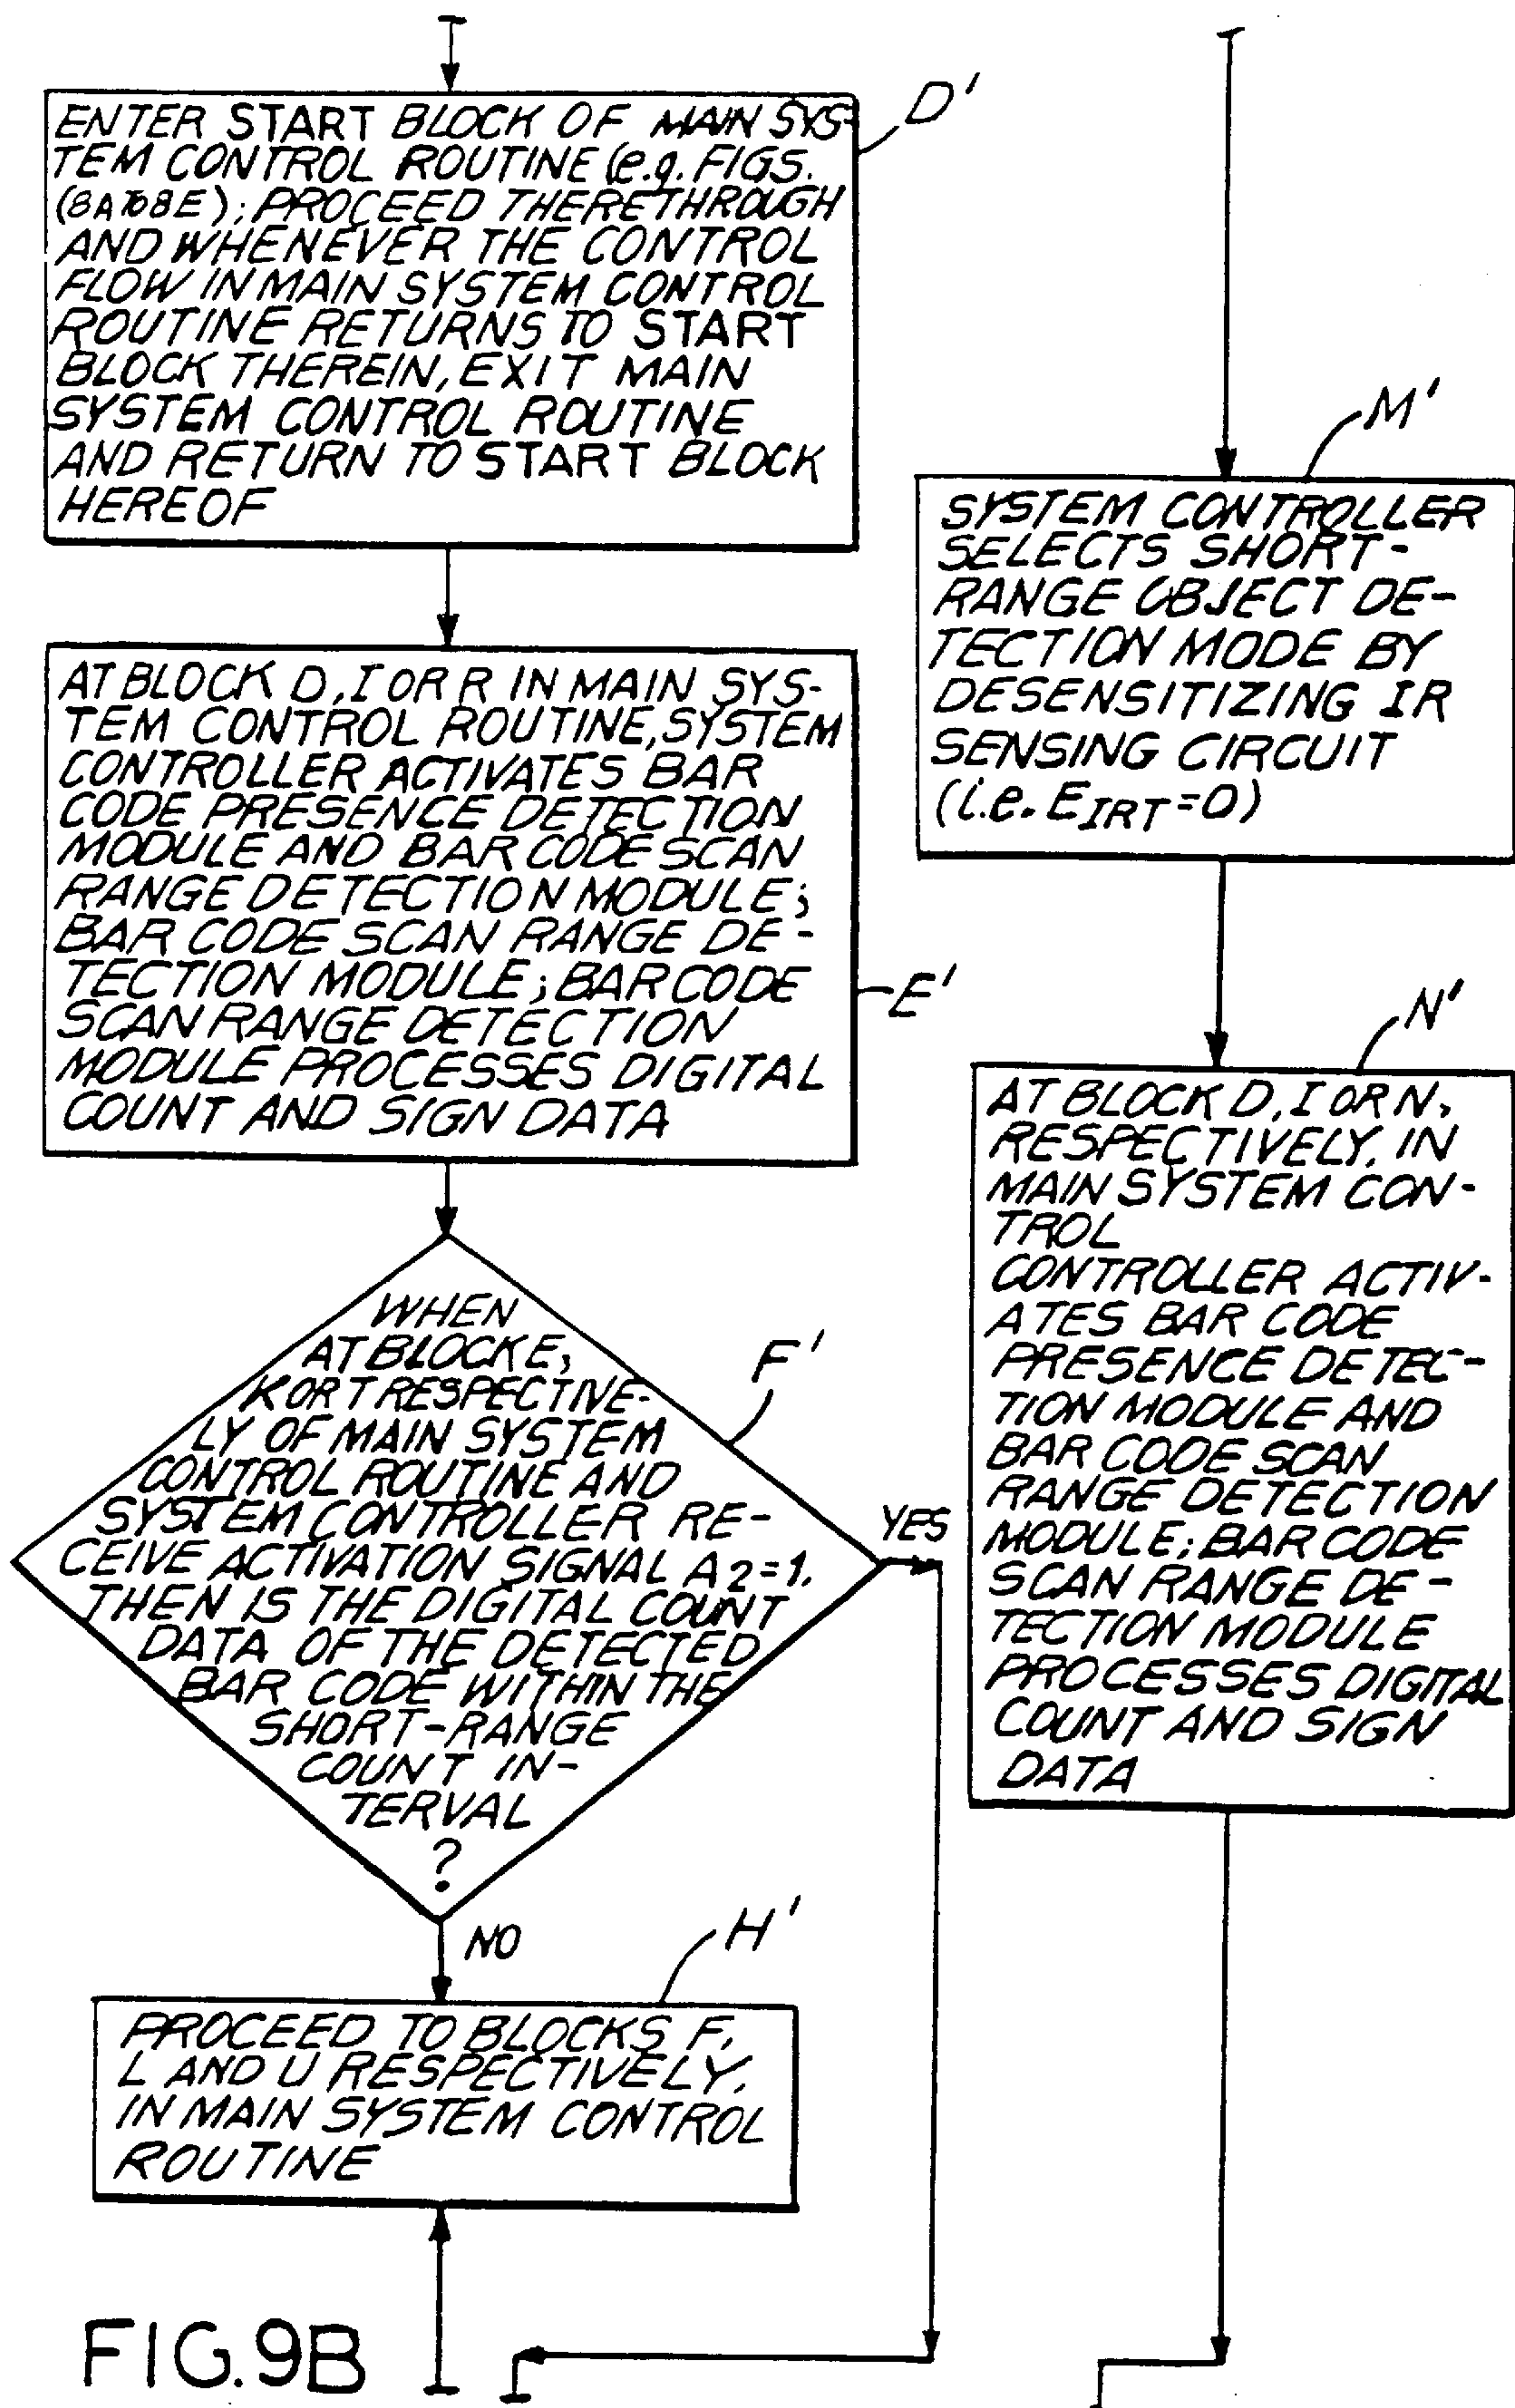 D'
ENTER START BLOCK OF MAIN SYS-
TEM CONTROL ROUTINE (e.g. FIGS.
(8A TO 8E); PROCEED THERETHROUGH
AND WHENEVER THE CONTROL
FLOW IN MAIN SYSTEM CONTROL
ROUTINE RETURNS TO START
BLOCK THEREIN, EXIT MAIN
SYSTEM CONTROL ROUTINE
AND RETURN TO START BLOCK
HEREOF
AT BLOCK D, I OR R IN MAIN SYS-
TEM CONTROL ROUTINE, SYSTEM
CONTROLLER ACTIVATES BAR
CODE PRESENCE DETECTION
MODULE AND BAR CODE SCAN
RANGE DETECTION MODULE;
BAR CODE SCAN RANGE DE-
TECTION MODULE; BAR CODE
SCAN RANGE DETECTION
MODULE PROCESSES DIGITAL
COUNT AND SIGN DATA
E'
WHEN
AT BLOCK E,
K OR T RESPECTIVE-
LY OF MAIN SYSTEM
CONTROL ROUTINE AND
SYSTEM CONTROLLER RE-
CEIVE ACTIVATION SIGNAL A2=1,
THEN IS THE DIGITAL COUNT
DATA OF THE DETECTED
BAR CODE WITHIN THE
SHORT-RANGE
COUNT IN-
TERVAL
?
F'
YES
NO
H'
PROCEED TO BLOCKS F,
L AND U RESPECTIVELY,
IN MAIN SYSTEM CONTROL
ROUTINE
M'
SYSTEM CONTROLLER
SELECTS SHORT-
RANGE OBJECT DE-
TECTION MODE BY
DESENSITIZING IR
SENSING CIRCUIT
(i.e. EIRT=0)
N'
AT BLOCK D, I OR N,
RESPECTIVELY, IN
MAIN SYSTEM CON-
TROL
CONTROLLER ACTIV-
ATES BAR CODE
PRESENCE DETEC-
TION MODULE AND
BAR CODE SCAN
RANGE DETECTION
MODULE; BAR CODE
SCAN RANGE DE-
TECTION MODULE
PROCESSES DIGITAL
COUNT AND SIGN
DATA
FIG. 9B